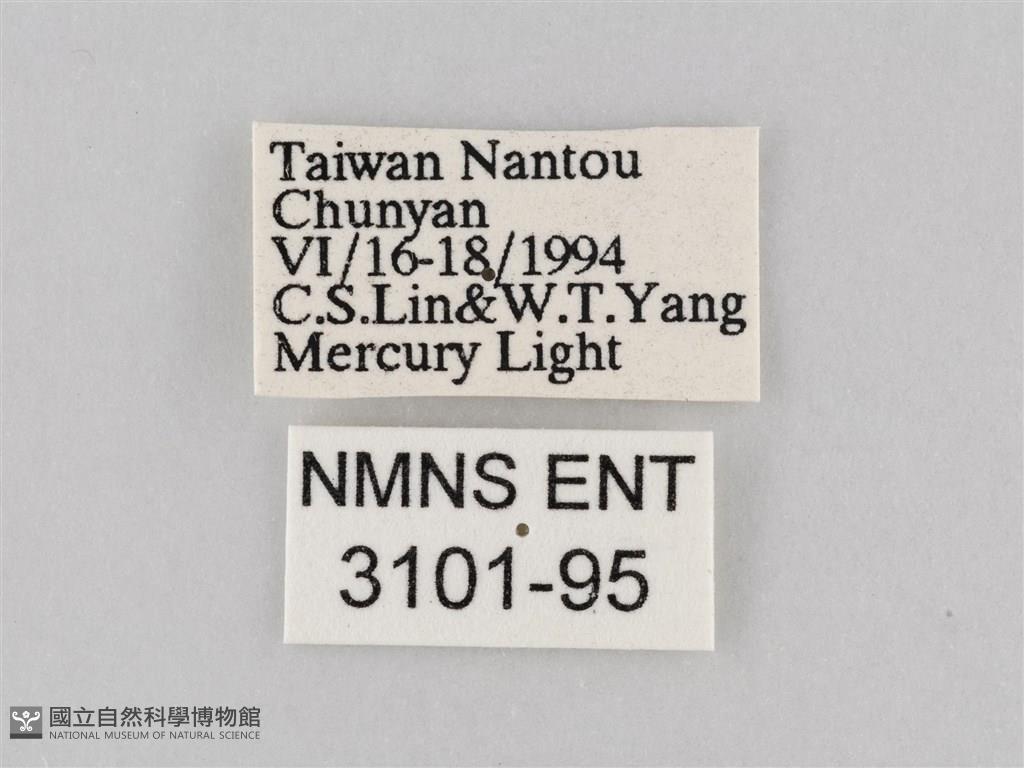 Taiwan Nantou
Chunyan
VI/16-18/1994
C.S.Lin&W.T.Yang
Mercury Light
NMNS ENT
3101-95
國立自然科學博物館
NATIONAL MUSEUM OF NATURAL SCIENCE